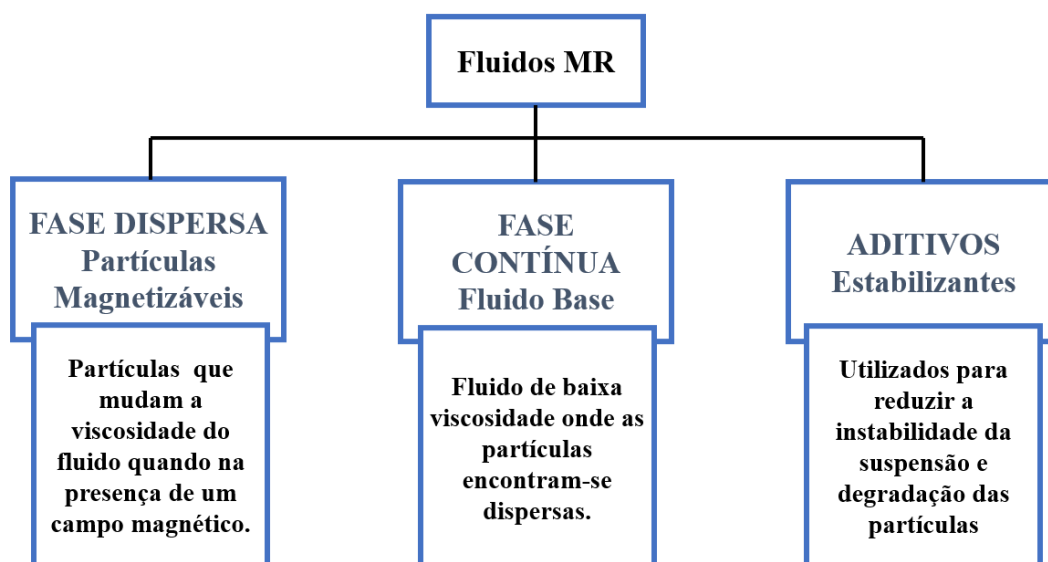 Fluidos MR
FASE DISPERSA
Partículas
Magnetizáveis
Partículas que
mudam a
viscosidade do
fluido quando na
presença de um
campo magnético.
FASE
CONTÍNUA
Fluido Base
Fluido de baixa
viscosidade onde as
partículas
encontram-se
dispersas.
ADITIVOS
Estabilizantes
Utilizados para
reduzir a
instabilidade da
suspensão e
degradação das
partículas